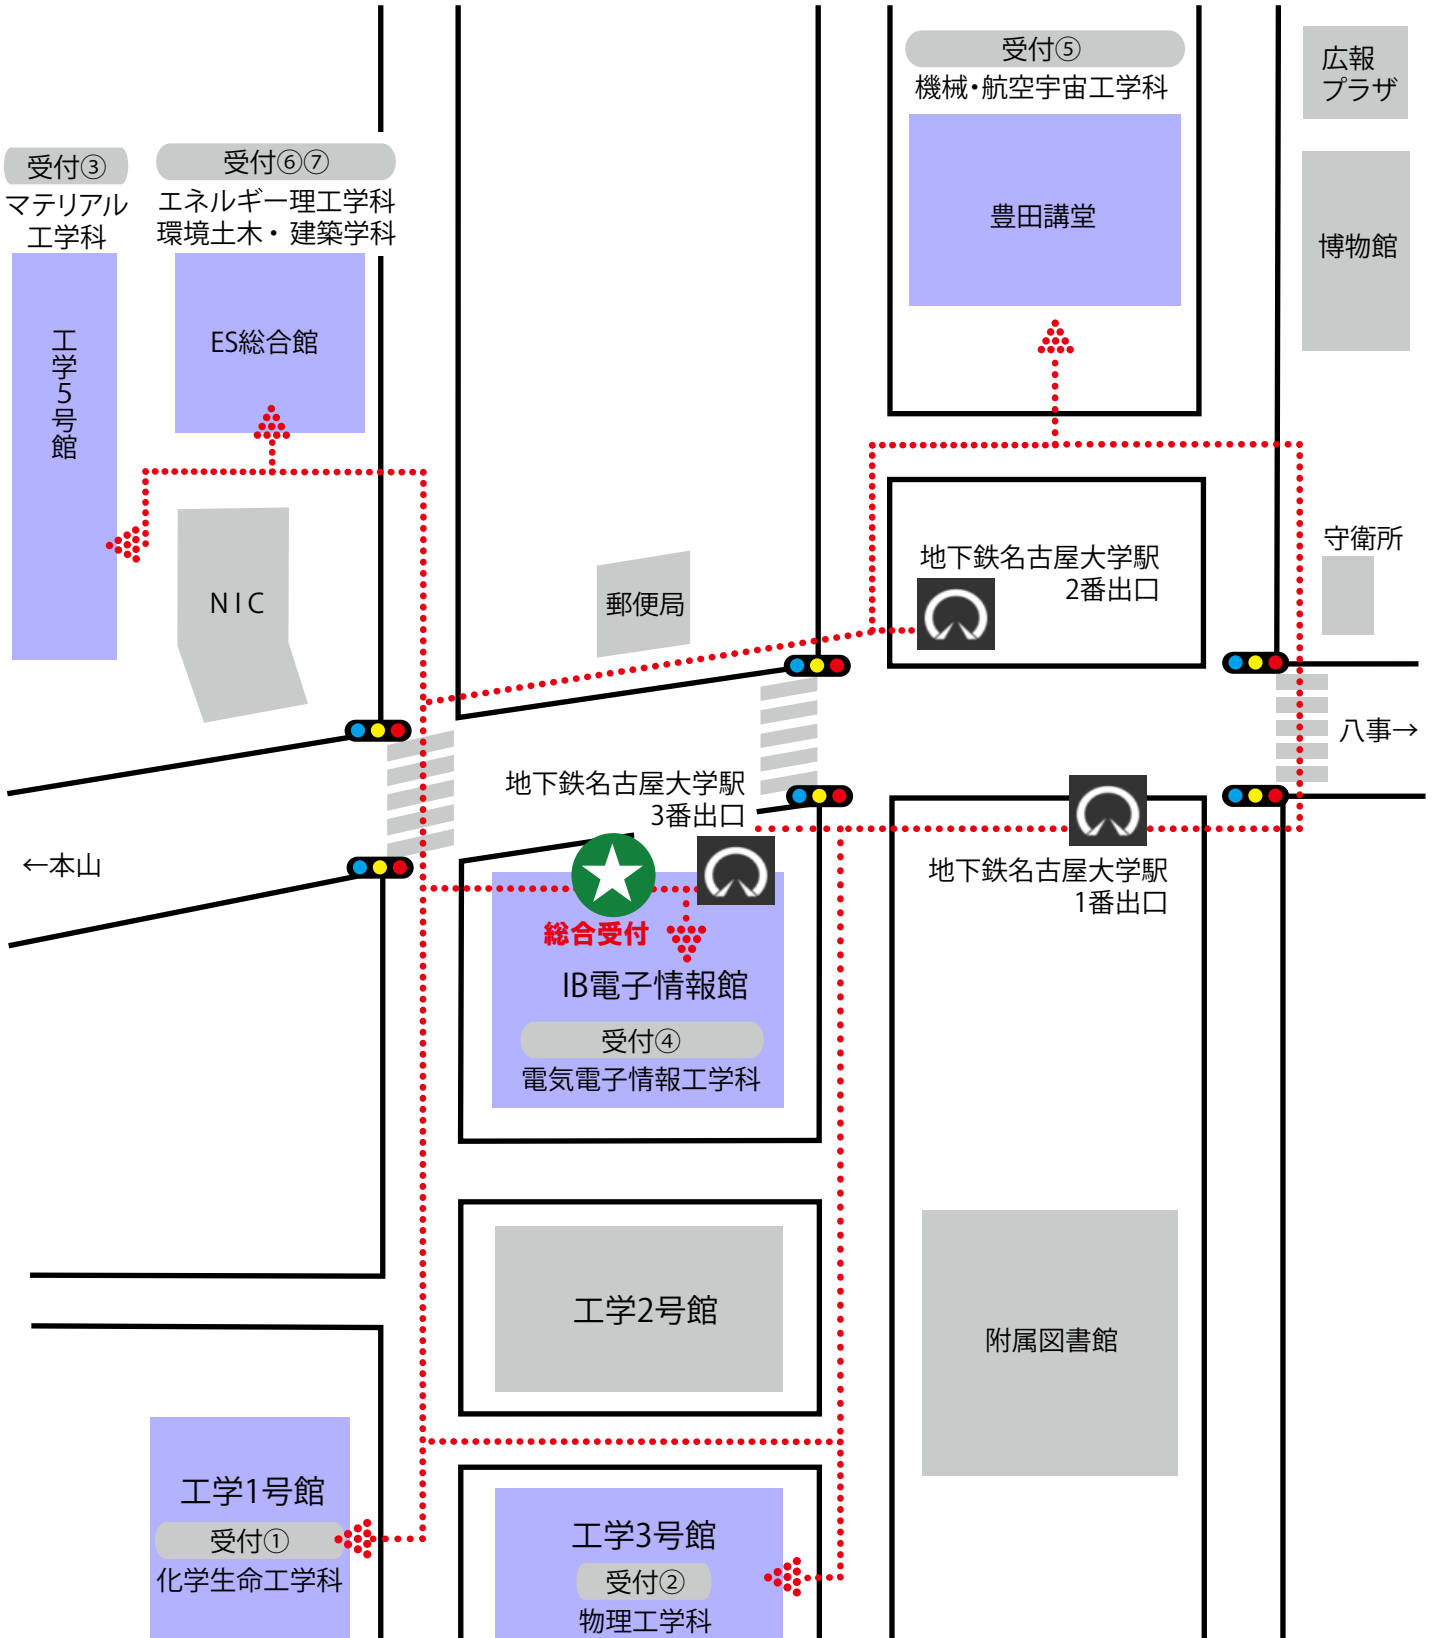 受付⑤
機械・航空宇宙工学科
豊田講堂
広報
プラザ
博物館
受付③
マテリアル
工学科
工学5号館
受付⑥⑦
エネルギー理工学科
環境土木・建築学科
ES総合館
NIC
郵便局
地下鉄名古屋大学駅
2番出口
守衛所
八事→
地下鉄名古屋大学駅
3番出口
←本山
地下鉄名古屋大学駅
1番出口
総合受付
IB電子情報館
受付④
電気電子情報工学科
工学2号館
附属図書館
工学1号館
受付①
化学生命工学科
工学3号館
受付②
物理工学科